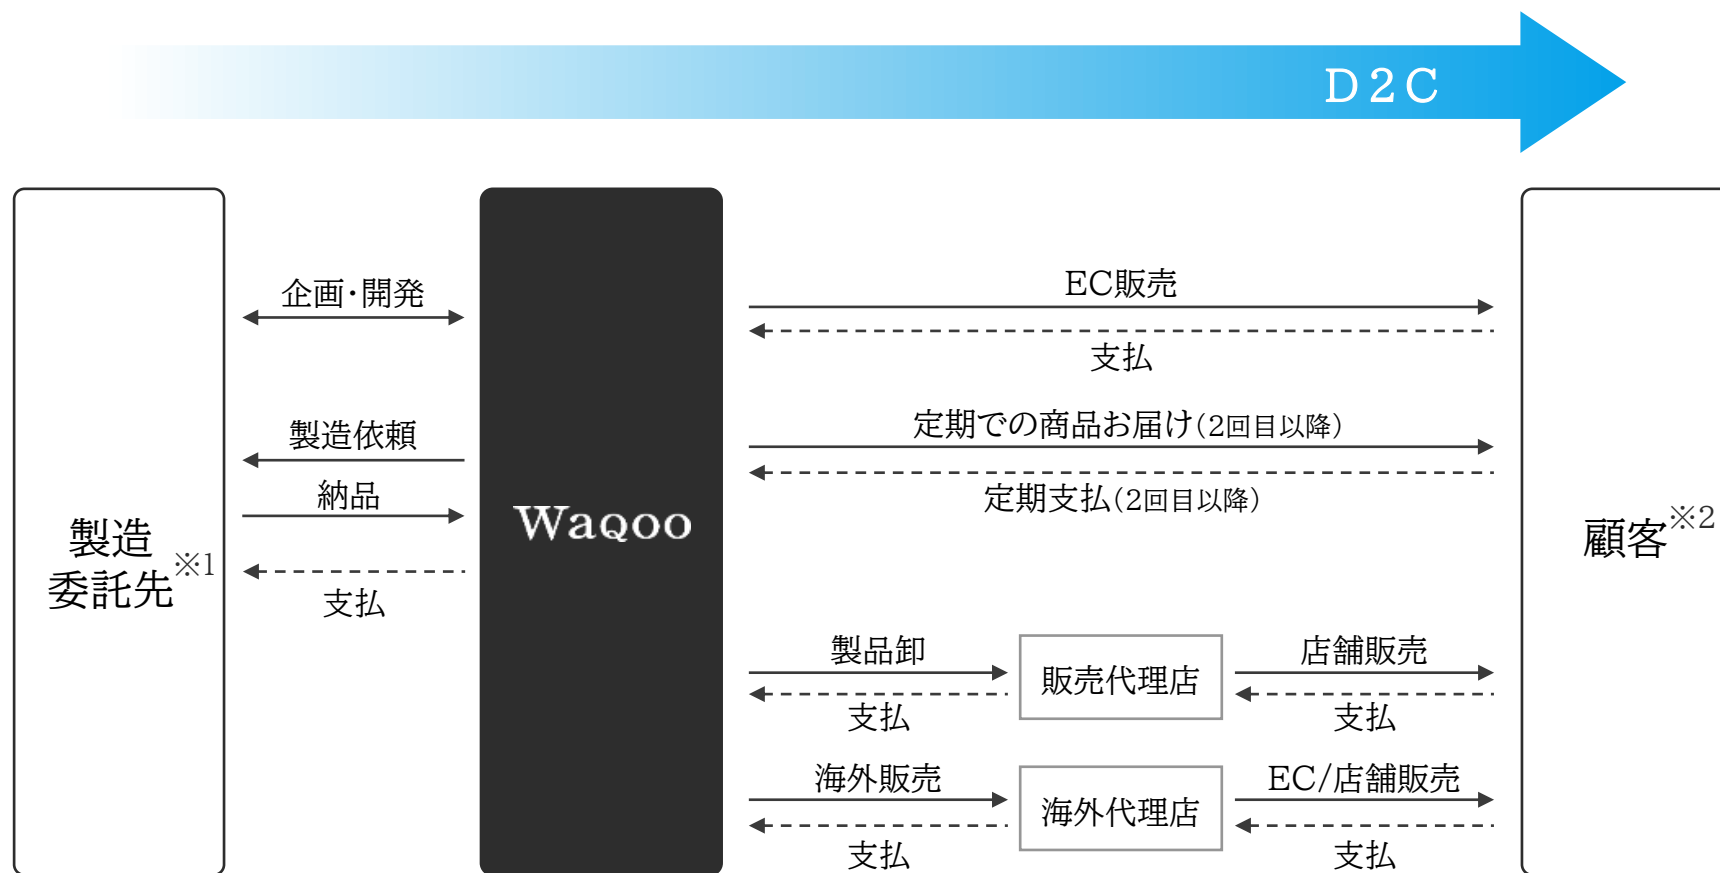 D2C
企画・開発
製造依頼
納品
支払
製造
委託先※1
Waqoo
EC販売
支払
定期での商品お届け(2回目以降)
定期支払(2回目以降)
製品卸
支払
販売代理店
店舗販売
支払
海外販売
支払
海外代理店
EC/店舗販売
支払
顧客※2